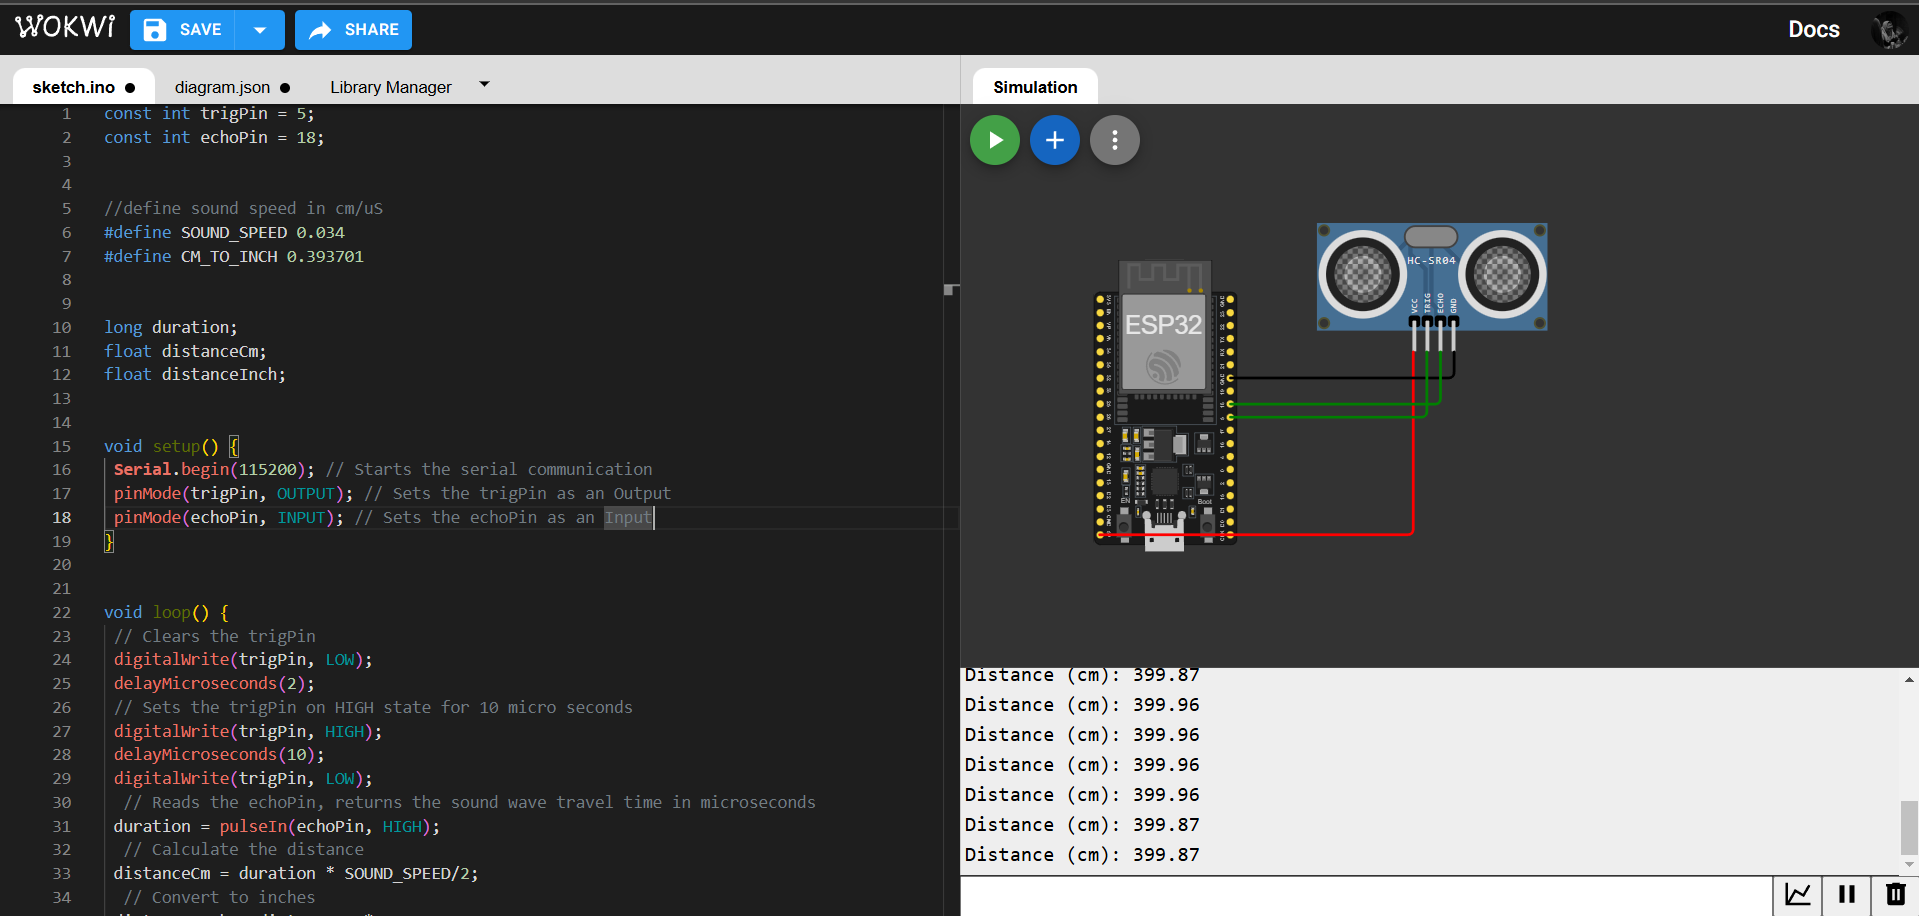 WOKWI SAVE SHARE Docs
sketch.ino ● diagram.json ● Library Manager
Simulation
1 const int trigPin = 5;
2 const int echoPin = 18;
3
4
5 //define sound speed in cm/uS
6 #define SOUND_SPEED 0.034
7 #define CM_TO_INCH 0.393701
8
9
10 long duration;
11 float distanceCm;
12 float distanceInch;
13
14
15 void setup() {
16 Serial.begin(115200); // Starts the serial communication
17 pinMode(trigPin, OUTPUT); // Sets the trigPin as an Output
18 pinMode(echoPin, INPUT); // Sets the echoPin as an Input
19 }
20
21
22 void loop() {
23 // Clears the trigPin
24 digitalWrite(trigPin, LOW);
25 delayMicroseconds(2);
26 // Sets the trigPin on HIGH state for 10 micro seconds
27 digitalWrite(trigPin, HIGH);
28 delayMicroseconds(10);
29 digitalWrite(trigPin, LOW);
30 // Reads the echoPin, returns the sound wave travel time in microseconds
31 duration = pulseIn(echoPin, HIGH);
32 // Calculate the distance
33 distanceCm = duration * SOUND_SPEED/2;
34 // Convert to inches
HC-SR04
VCC
TRIG
ECHO
GND
ESP32
EN
Boot
Distance (cm): 399.87
Distance (cm): 399.96
Distance (cm): 399.96
Distance (cm): 399.96
Distance (cm): 399.96
Distance (cm): 399.87
Distance (cm): 399.87